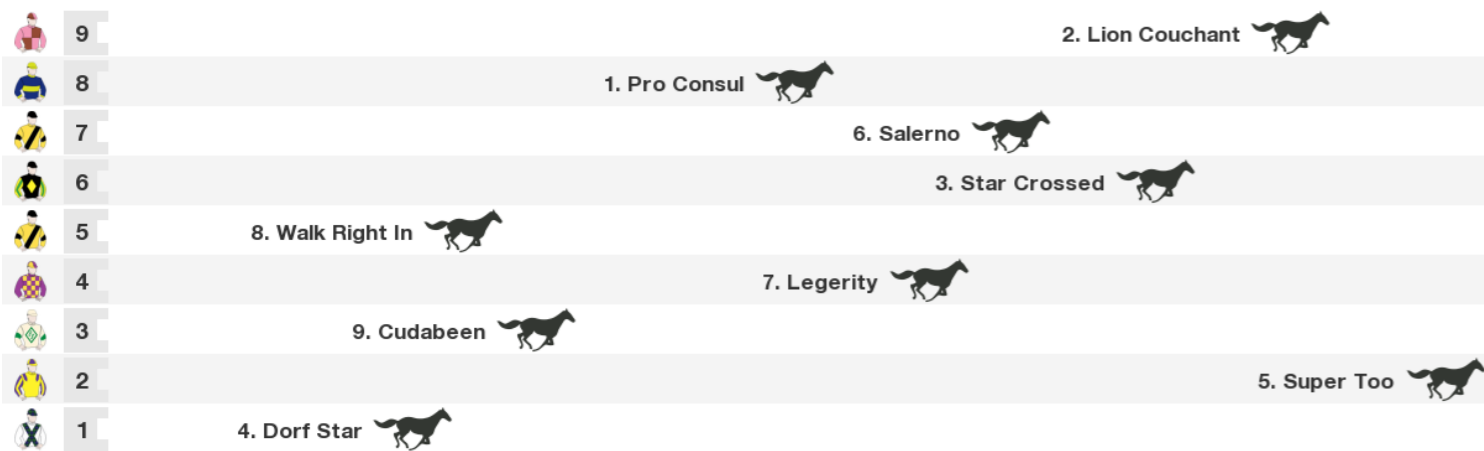 9 2. Lion Couchant
8 1. Pro Consul
7 6. Salerno
6 3. Star Crossed
5 8. Walk Right In
4 7. Legerity
3 9. Cudabeen
2 5. Super Too
1 4. Dorf Star